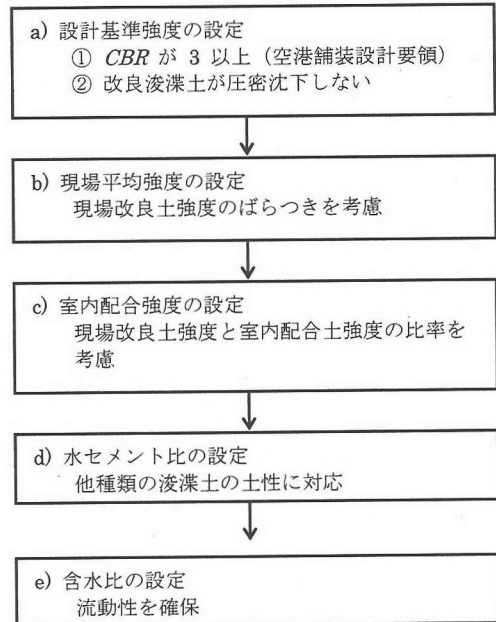 a) 設計基準強度の設定
① CBR が 3 以上（空港舗装設計要領）
② 改良浚渫土が圧密沈下しない
b) 現場平均強度の設定
現場改良土強度のばらつきを考慮
c) 室内配合強度の設定
現場改良土強度と室内配合土強度の比率を
考慮
d) 水セメント比の設定
他種類の浚渫土の土性に対応
e) 含水比の設定
流動性を確保